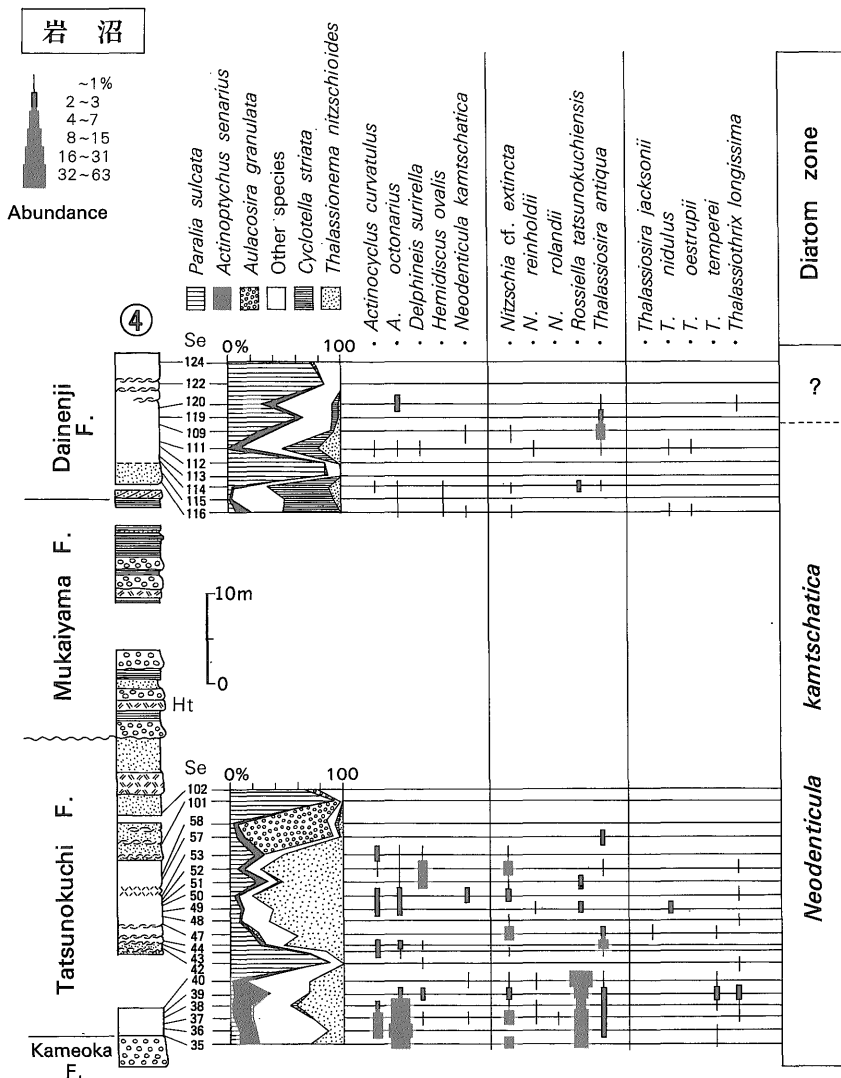 岩 沼
~1%
2~3
4~7
8~15
16~31
32~63
Abundance
Paralia sulcata
Actinoptychus senarius
Aulacosira granulata
Other species
Cyclotella striata
Thalassionema nitzschioides
· Actinocyclus curvatulus
· A. octonarius
· Delphineis surirella
· Hemidiscus ovalis
· Neodenticula kamtschatica
· Nitzschia cf. extincta
· N. reinholdii
· N. rolandii
· Rossiella tatsunokuchiensis
· Thalassiosira antiqua
· Thalassiosira jacksonii
· T. nidulus
· T. oestrupii
· T. temperei
· Thalassiothrix longissima
Diatom zone
④
Se
0% 100
124
122
120
119
109
111
112
113
114
115
116
?
Dainenji F.
Mukaiyama F.
10m
0
Ht
Se
0% 100
102
101
58
57
53
52
51
50
49
48
47
44
43
42
40
39
38
37
36
35
Tatsunokuchi F.
Kameoka F.
Neodenticula kamtschatica